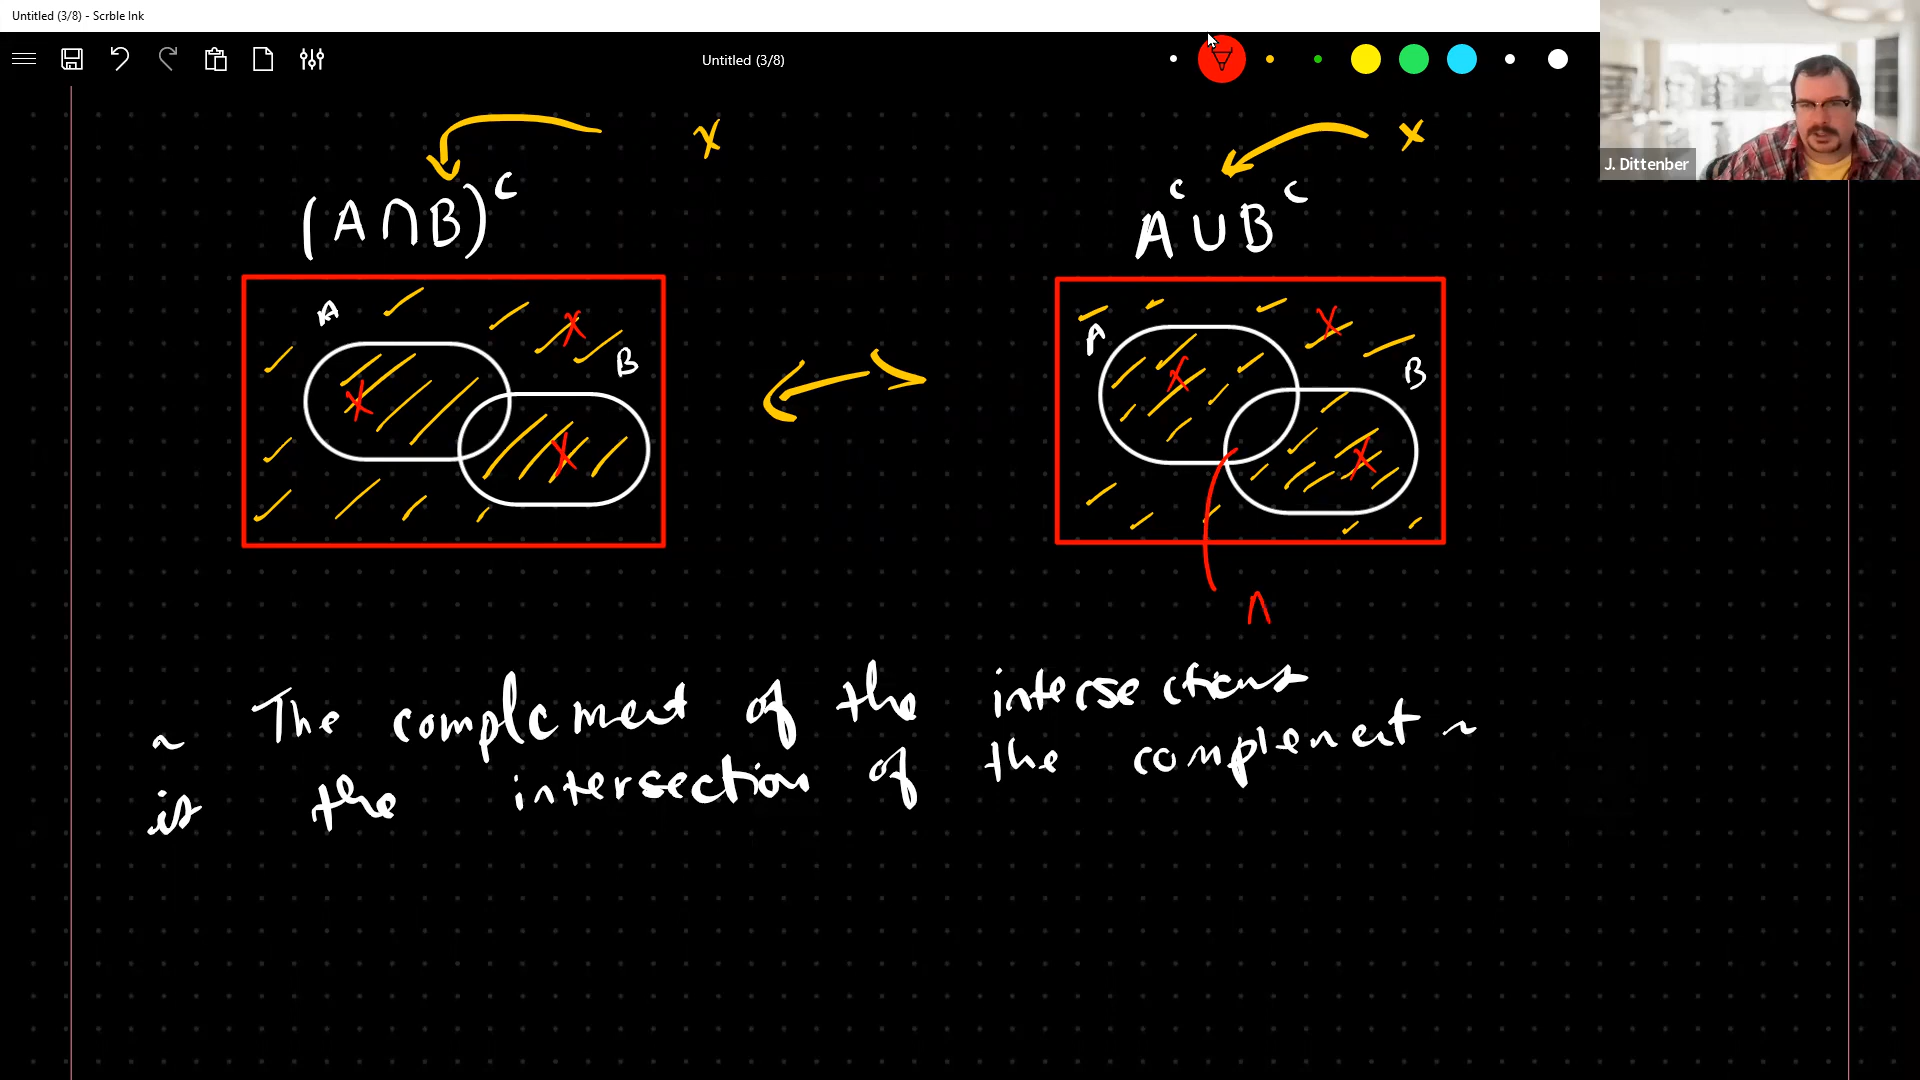 Untitled (3/8) - Scrble Ink
Untitled (3/8)
J. Dittenber
x
x
(A∩B)ᶜ
Aᶜ∪Bᶜ
A
x
B
x
x
A
x
B
x
x
∩
~ The complement of the intersections
is the intersection of the complement ~